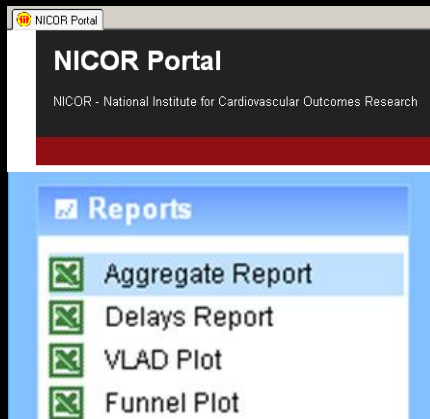 NICOR Portal
NICOR Portal
NICOR - National Institute for Cardiovascular Outcomes Research
Reports
Aggregate Report
Delays Report
VLAD Plot
Funnel Plot